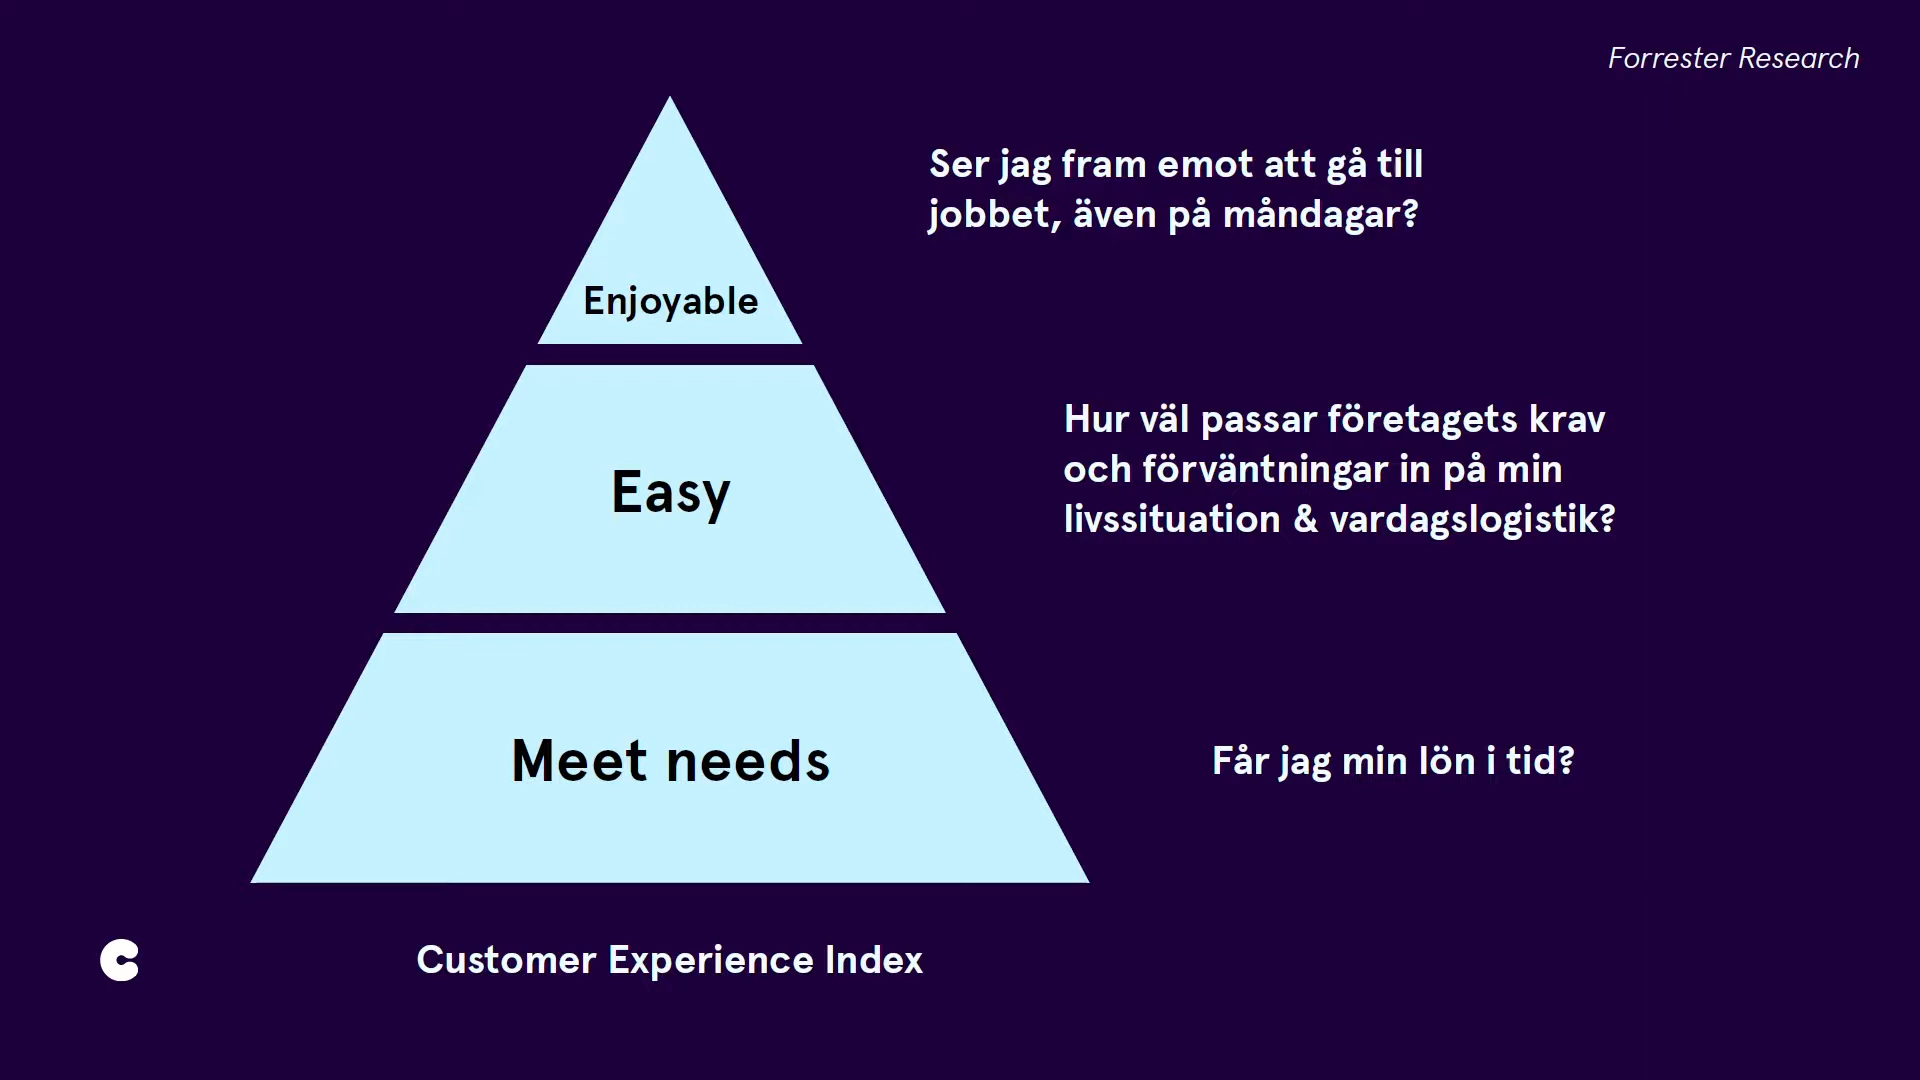 Forrester Research
Ser jag fram emot att gå till
jobbet, även på måndagar?
Enjoyable
Hur väl passar företagets krav
och förväntningar in på min
livssituation & vardagslogistik?
Easy
Meet needs
Får jag min lön i tid?
Customer Experience Index